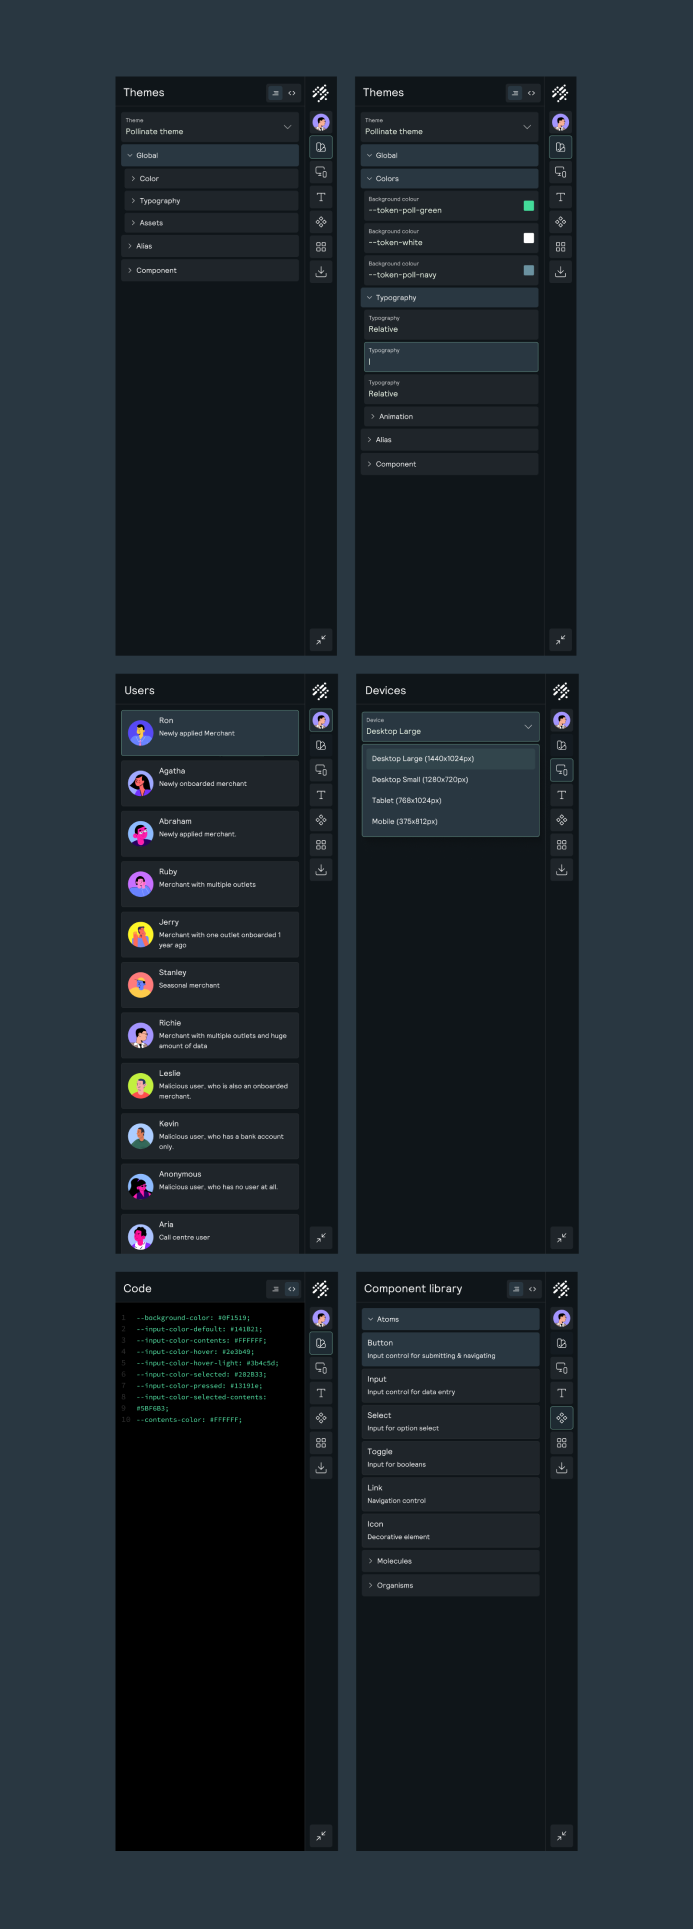 Themes
Theme
Pollinate theme
Global
Color
Typography
Assets
Alias
Component
Themes
Theme
Pollinate theme
Global
Colors
Background colour
--token-poll-green
Background colour
--token-white
Background colour
--token-poll-navy
Typography
Typography
Relative
Typography
Typography
Relative
Animation
Alias
Component
Users
Ron
Newly applied Merchant
Agatha
Newly onboarded merchant
Abraham
Newly applied merchant.
Ruby
Merchant with multiple outlets
Jerry
Merchant with one outlet onboarded 1
year ago
Stanley
Seasonal merchant
Richie
Merchant with multiple outlets and huge
amount of data
Leslie
Malicious user, who is also an onboarded
merchant.
Kevin
Malicious user, who has a bank account
only.
Anonymous
Malicious user, who has no user at all.
Aria
Call centre user
Devices
Device
Desktop Large
Desktop Large (1440x1024px)
Desktop Small (1280x720px)
Tablet (768x1024px)
Mobile (375x812px)
Code
1 --background-color: #0F1519;
2 --input-color-default: #141B21;
3 --input-color-contents: #FFFFFF;
4 --input-color-hover: #2e3b49;
5 --input-color-hover-light: #3b4c5d;
6 --input-color-selected: #282B33;
7 --input-color-pressed: #13191e;
8 --input-color-selected-contents:
9 #5BF6B3;
10 --contents-color: #FFFFFF;
Component library
Atoms
Button
Input control for submitting & navigating
Input
Input control for data entry
Select
Input for option select
Toggle
Input for booleans
Link
Navigation control
Icon
Decorative element
Molecules
Organisms